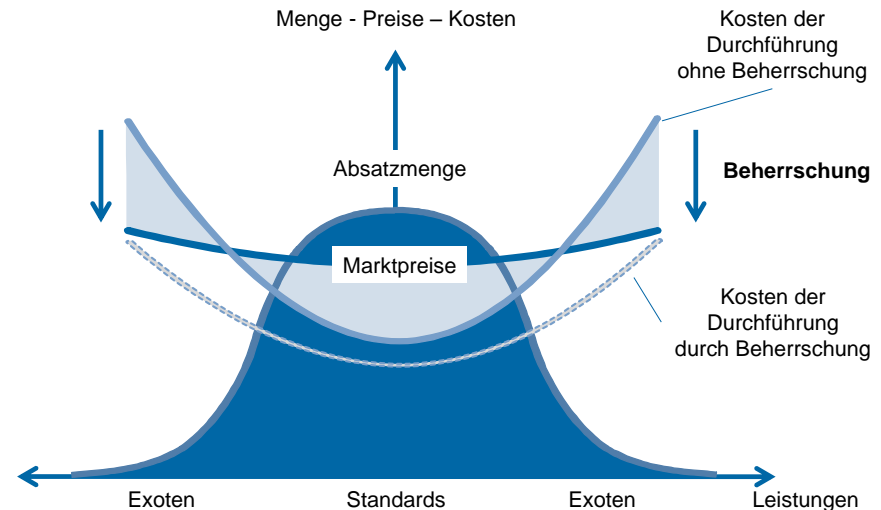 Menge - Preise – Kosten
Kosten der
Durchführung
ohne Beherrschung
Absatzmenge
Beherrschung
Marktpreise
Kosten der
Durchführung
durch Beherrschung
Exoten
Standards
Exoten
Leistungen